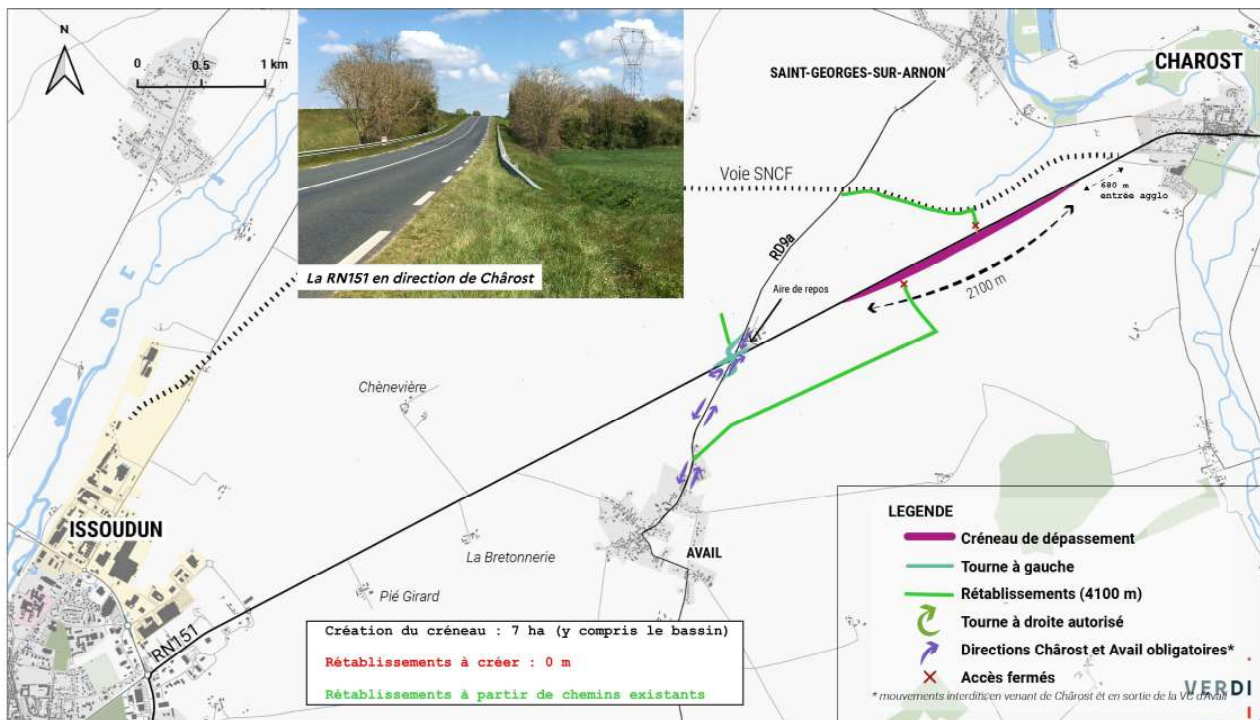 N
0 0.5 1 km
SAINT-GEORGES-SUR-ARNON
CHAROST
Voie SNCF
680 m
entrée agglo
RD9a
La RN151 en direction de Chârost
2100 m
Aire de repos
Chènevière
ISSOUDUN
La Bretonnerie
AVAIL
Pié Girard
RN151
Création du créneau : 7 ha (y compris le bassin)
Rétablissements à créer : 0 m
Rétablissements à partir de chemins existants
LEGENDE
Créneau de dépassement
Tourne à gauche
Rétablissements (4100 m)
Tourne à droite autorisé
Directions Chârost et Avail obligatoires*
Accès fermés
* mouvements interdits en venant de Chârost et en sortie de la VC d'Avail
VERDI